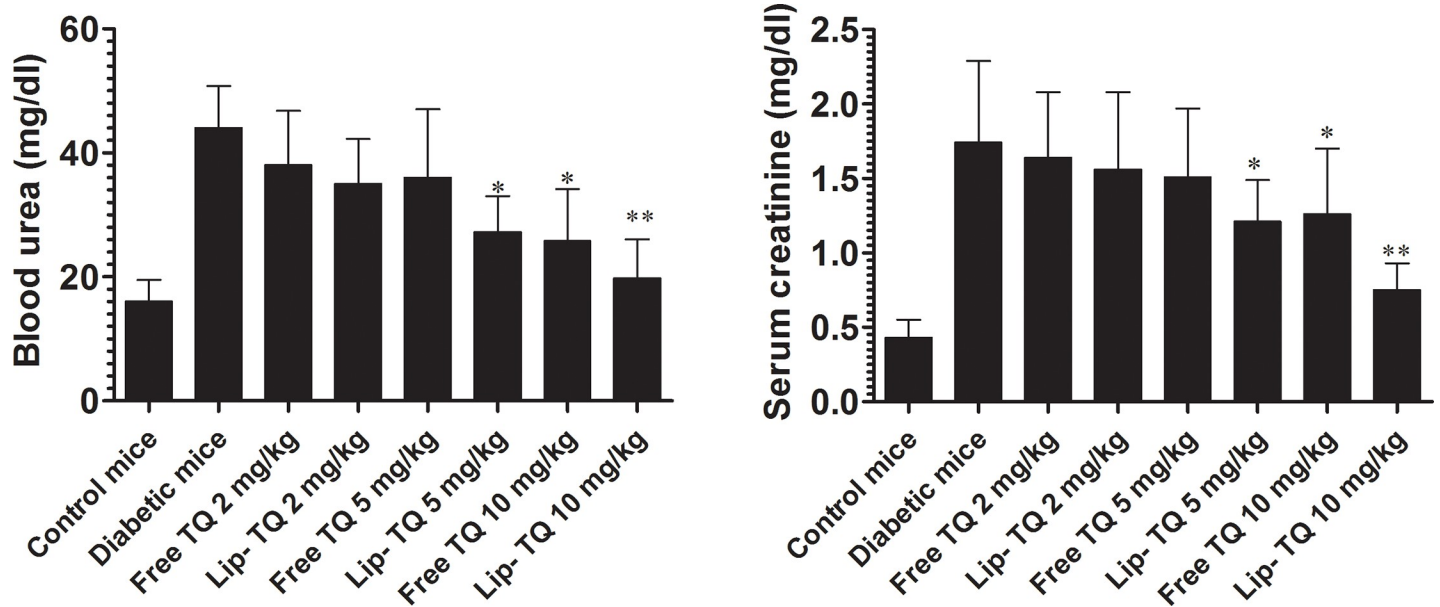 Blood urea (mg/dl)
60
40
20
0
*
*
**
Control mice
Diabetic mice
Free TQ 2 mg/kg
Lip- TQ 2 mg/kg
Free TQ 5 mg/kg
Lip- TQ 5 mg/kg
Free TQ 10 mg/kg
Lip- TQ 10 mg/kg
Serum creatinine (mg/dl)
2.5
2.0
1.5
1.0
0.5
0.0
*
*
**
Control mice
Diabetic mice
Free TQ 2 mg/kg
Lip- TQ 2 mg/kg
Free TQ 5 mg/kg
Lip- TQ 5 mg/kg
Free TQ 10 mg/kg
Lip- TQ 10 mg/kg